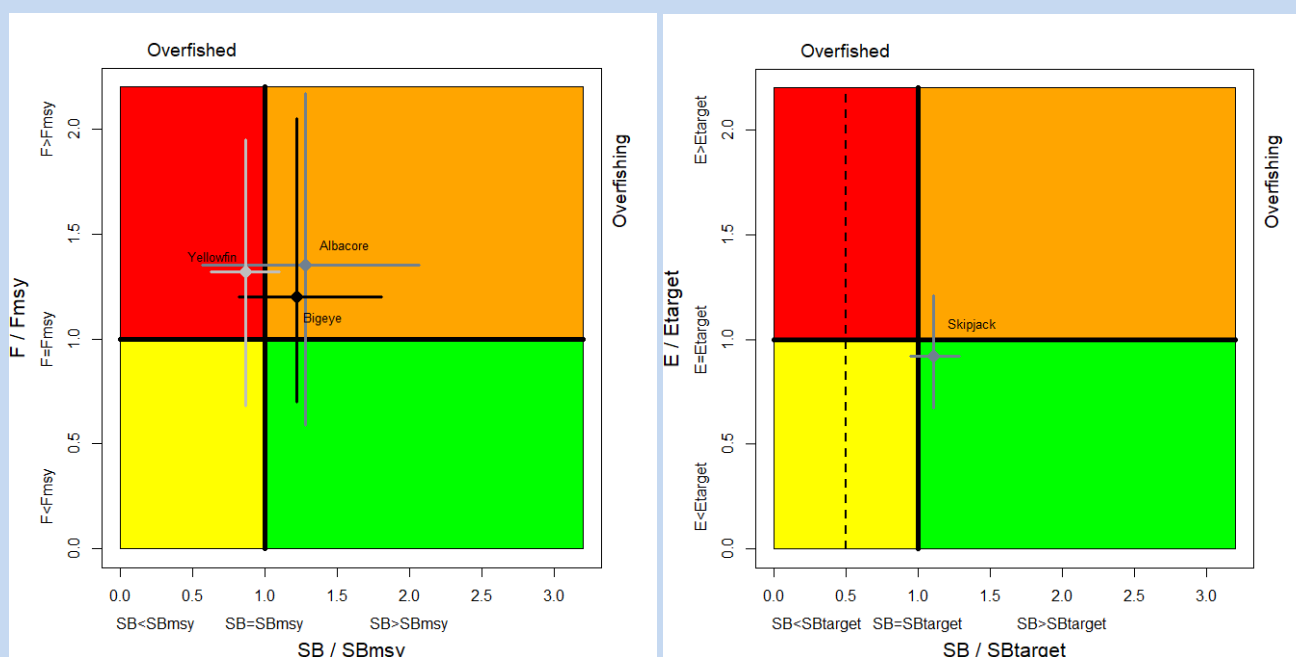 Overfished
Overfishing
F / Fmsy
F>Fmsy
F=Fmsy
F<Fmsy
2.0
1.5
1.0
0.5
0.0
Yellowfin
Albacore
Bigeye
0.0 0.5 1.0 1.5 2.0 2.5 3.0
SB<SBmsy SB=SBmsy SB>SBmsy
SB / SBmsy
Overfished
Overfishing
E / Etarget
E>Etarget
E=Etarget
E<Etarget
2.0
1.5
1.0
0.5
0.0
Skipjack
0.0 0.5 1.0 1.5 2.0 2.5 3.0
SB<SBtarget SB=SBtarget SB>SBtarget
SB / SBtarget